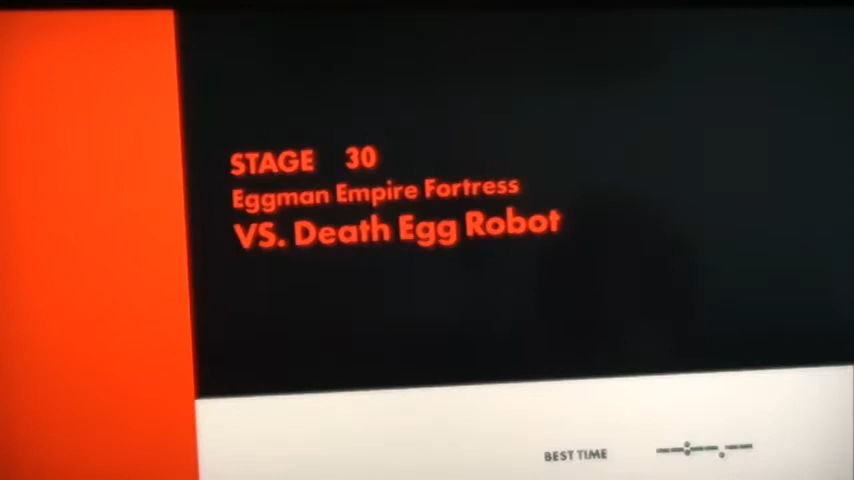 STAGE 30
Eggman Empire Fortress
VS. Death Egg Robot
BEST TIME --:--.--